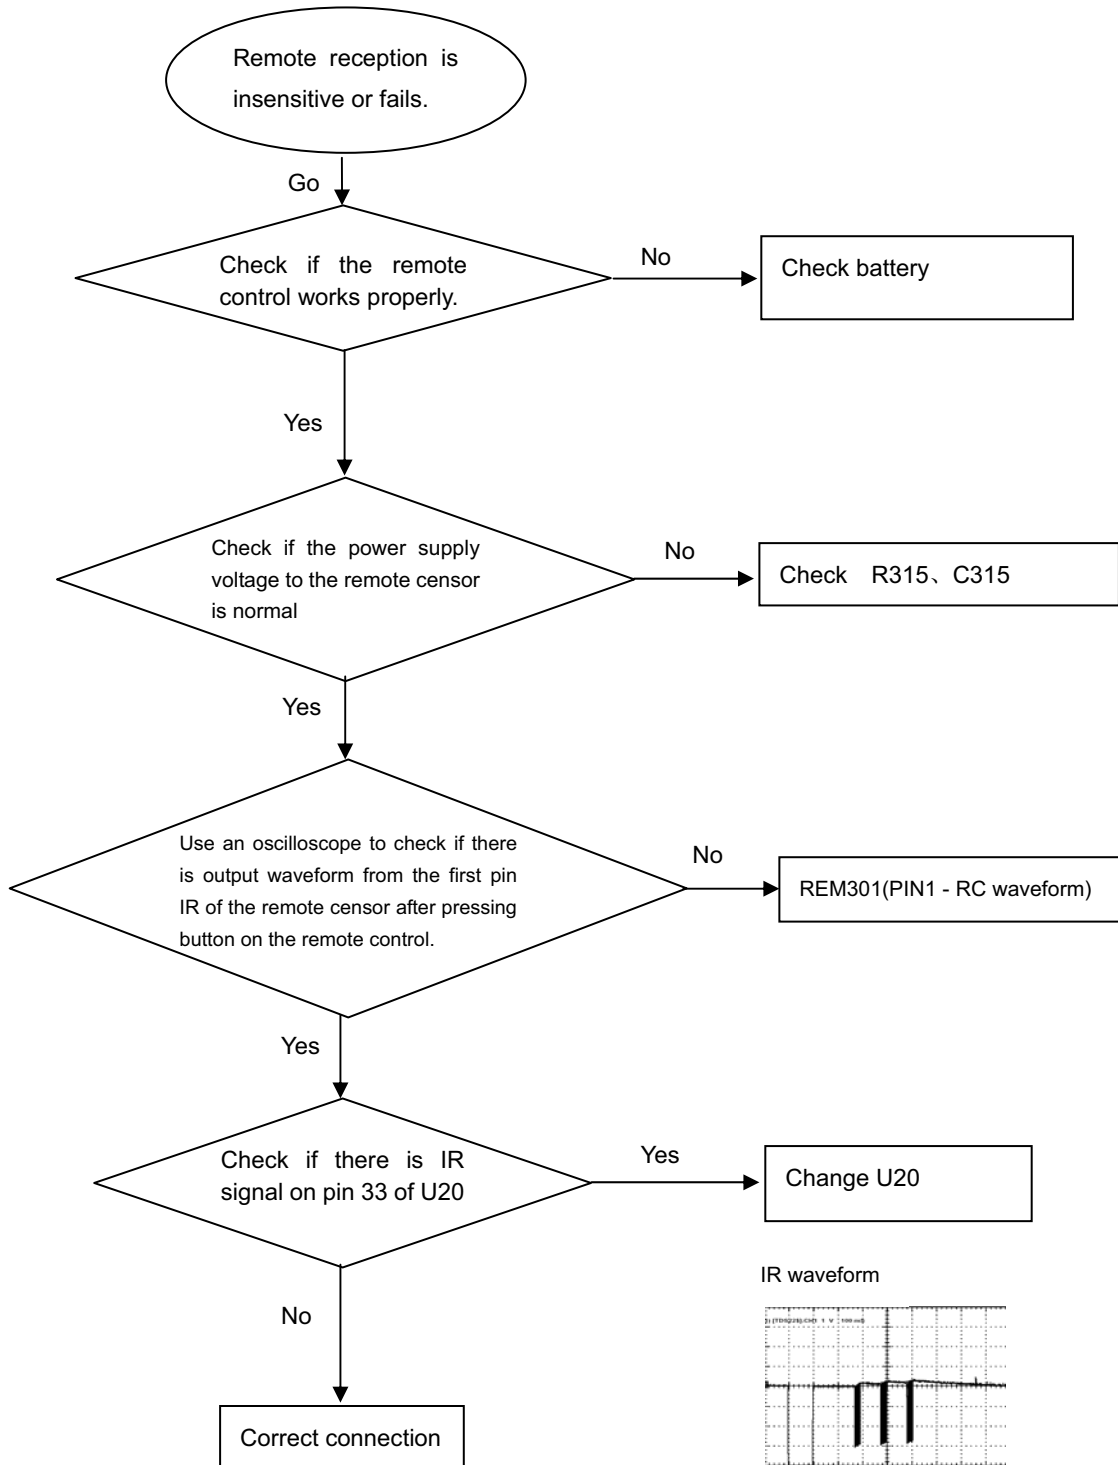 Remote reception is
insensitive or fails.
Go
Check if the remote
control works properly.
No
Check battery
Yes
Check if the power supply
voltage to the remote censor
is normal
No
Check R315、C315
Yes
Use an oscilloscope to check if there
is output waveform from the first pin
IR of the remote censor after pressing
button on the remote control.
No
REM301(PIN1 - RC waveform)
Yes
Check if there is IR
signal on pin 33 of U20
Yes
Change U20
IR waveform
No
Correct connection